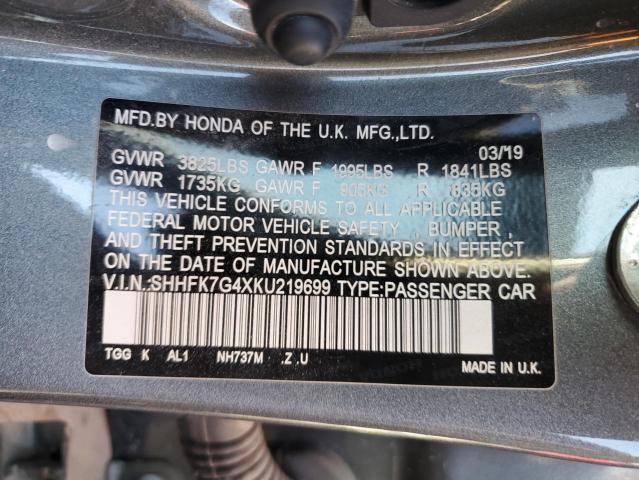 MFD.BY HONDA OF THE U.K. MFG.,LTD.
03/19
GVWR 3825LBS GAWR F 1995LBS R 1841LBS
GVWR 1735KG GAWR F 905KG R 835KG
THIS VEHICLE CONFORMS TO ALL APPLICABLE
FEDERAL MOTOR VEHICLE SAFETY , BUMPER ,
AND THEFT PREVENTION STANDARDS IN EFFECT
ON THE DATE OF MANUFACTURE SHOWN ABOVE.
V.I.N.:SHHFK7G4XKU219699 TYPE:PASSENGER CAR
TGG K AL1 NH737M .Z .U MADE IN U.K.